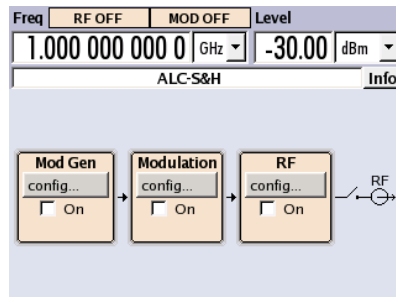 Freq RF OFF MOD OFF Level
1.000 000 000 0 GHz -30.00 dBm
ALC-S&H Info
Mod Gen Modulation RF
config... config... config... RF
On On On